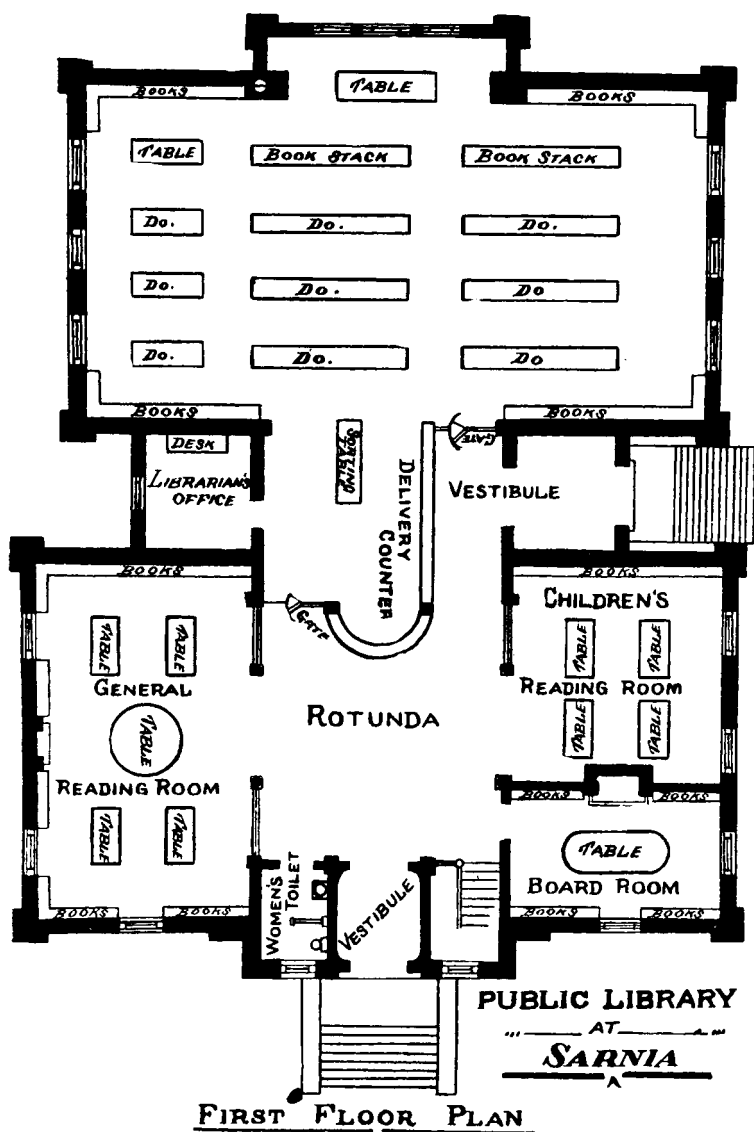 TABLE
BOOKS
BOOKS
TABLE
BOOK STACK
BOOK STACK
Do.
Do.
Do.
Do.
Do.
Do
Do.
Do.
Do
BOOKS
BOOKS
DESK
LIBRARIAN'S
OFFICE
SORTING
TABLE
DELIVERY
COUNTER
GATE
VESTIBULE
BOOKS
BOOKS
GATE
CHILDREN'S
TABLE
TABLE
TABLE
TABLE
GENERAL
READING ROOM
TABLE
TABLE
ROTUNDA
TABLE
READING ROOM
TABLE
TABLE
BOOKS
BOOKS
TABLE
BOARD ROOM
WOMEN'S
TOILET
VESTIBULE
BOOKS
BOOKS
BOOKS
BOOKS
PUBLIC LIBRARY
AT
SARNIA
A
FIRST FLOOR PLAN